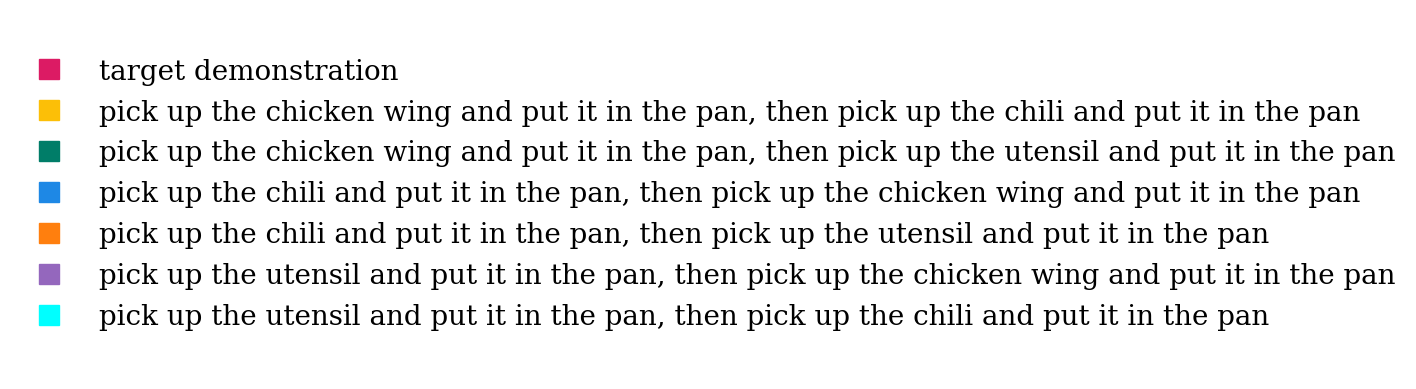 target demonstration
pick up the chicken wing and put it in the pan, then pick up the chili and put it in the pan
pick up the chicken wing and put it in the pan, then pick up the utensil and put it in the pan
pick up the chili and put it in the pan, then pick up the chicken wing and put it in the pan
pick up the chili and put it in the pan, then pick up the utensil and put it in the pan
pick up the utensil and put it in the pan, then pick up the chicken wing and put it in the pan
pick up the utensil and put it in the pan, then pick up the chili and put it in the pan